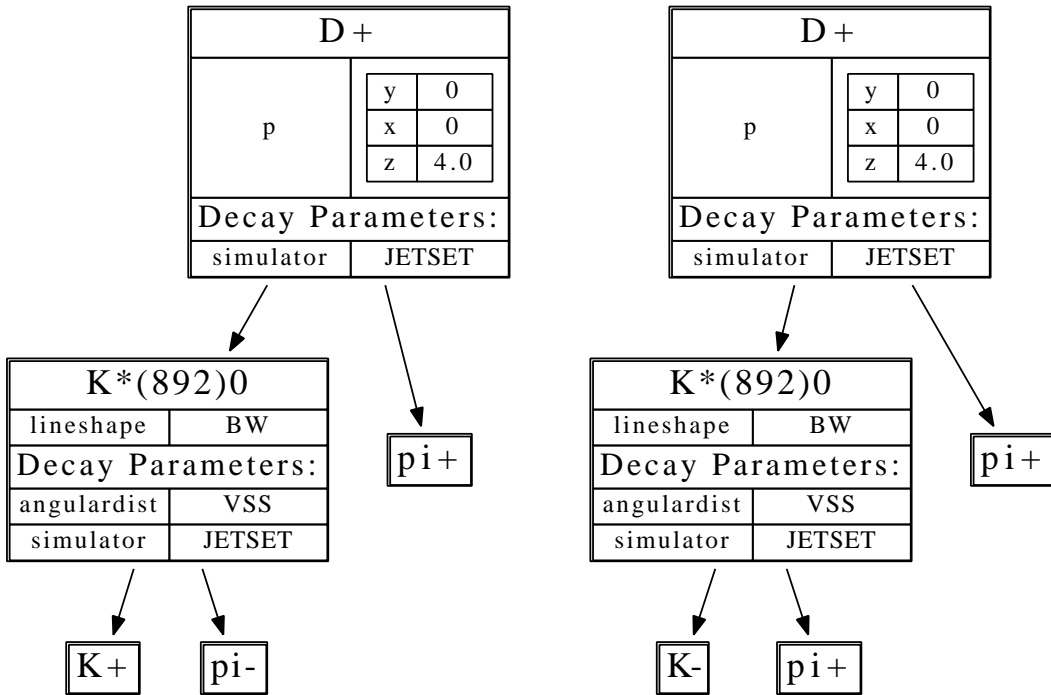 D+
p
y 0
x 0
z 4.0
Decay Parameters:
simulator JETSET
K*(892)0
lineshape BW
Decay Parameters:
angulardist VSS
simulator JETSET
pi+
K+
pi-
D+
p
y 0
x 0
z 4.0
Decay Parameters:
simulator JETSET
K*(892)0
lineshape BW
Decay Parameters:
angulardist VSS
simulator JETSET
pi+
K-
pi+